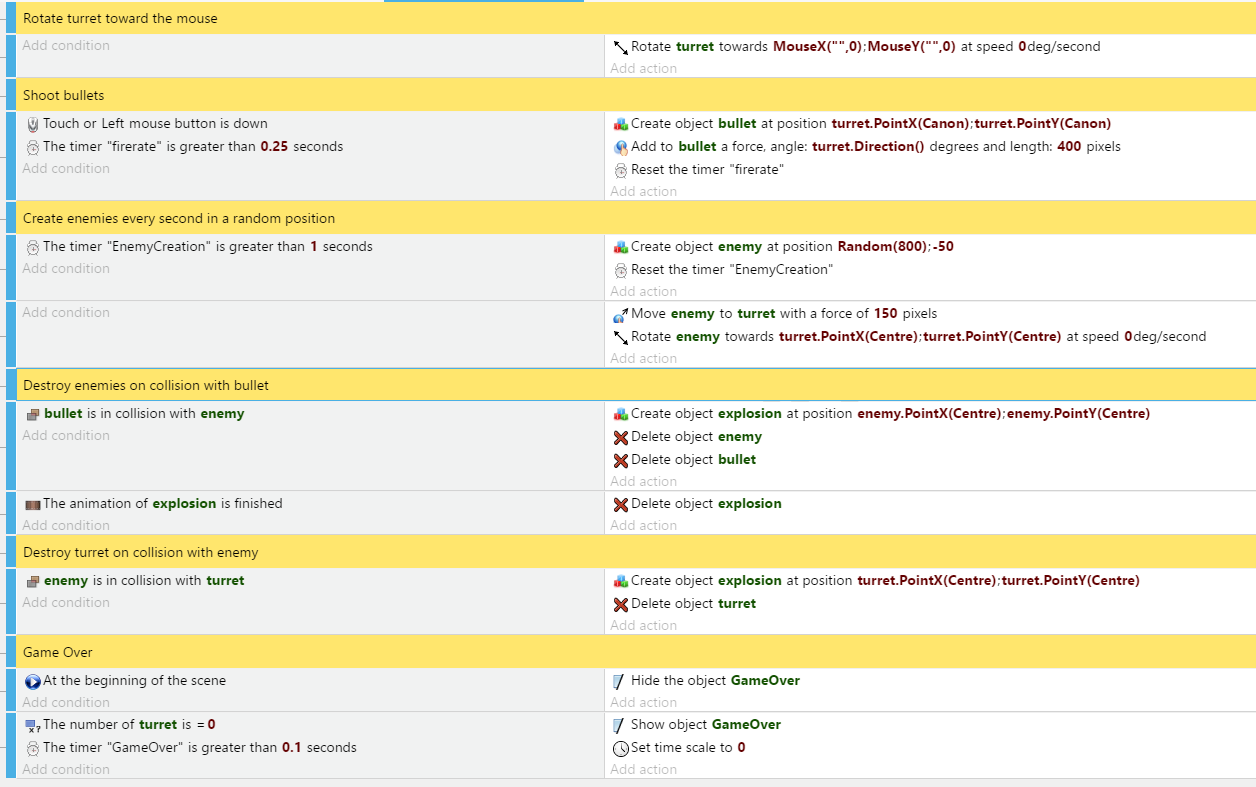 Rotate turret toward the mouse
Add condition
Rotate turret towards MouseX("",0);MouseY("",0) at speed 0deg/second
Add action
Shoot bullets
Touch or Left mouse button is down
The timer "firerate" is greater than 0.25 seconds
Add condition
Create object bullet at position turret.PointX(Canon);turret.PointY(Canon)
Add to bullet a force, angle: turret.Direction() degrees and length: 400 pixels
Reset the timer "firerate"
Add action
Create enemies every second in a random position
The timer "EnemyCreation" is greater than 1 seconds
Add condition
Create object enemy at position Random(800);-50
Reset the timer "EnemyCreation"
Add action
Add condition
Move enemy to turret with a force of 150 pixels
Rotate enemy towards turret.PointX(Centre);turret.PointY(Centre) at speed 0deg/second
Add action
Destroy enemies on collision with bullet
bullet is in collision with enemy
Add condition
Create object explosion at position enemy.PointX(Centre);enemy.PointY(Centre)
Delete object enemy
Delete object bullet
Add action
The animation of explosion is finished
Add condition
Delete object explosion
Add action
Destroy turret on collision with enemy
enemy is in collision with turret
Add condition
Create object explosion at position turret.PointX(Centre);turret.PointY(Centre)
Delete object turret
Add action
Game Over
At the beginning of the scene
Add condition
Hide the object GameOver
Add action
The number of turret is = 0
The timer "GameOver" is greater than 0.1 seconds
Add condition
Show object GameOver
Set time scale to 0
Add action